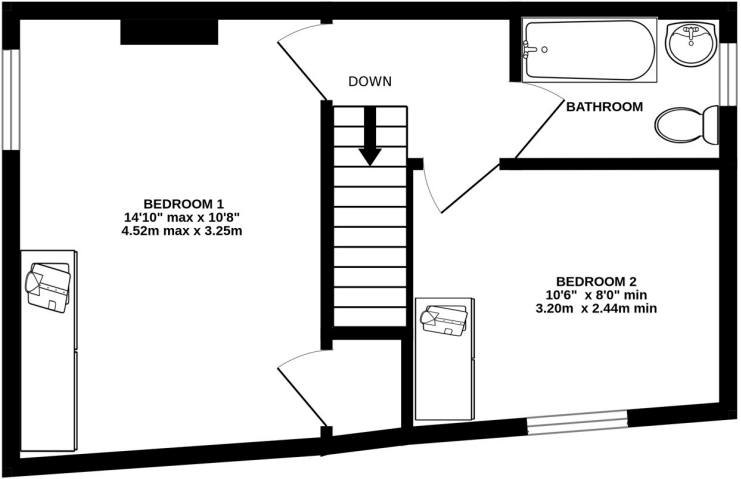 DOWN
BATHROOM
BEDROOM 1
14'10" max x 10'8"
4.52m max x 3.25m
BEDROOM 2
10'6" x 8'0" min
3.20m x 2.44m min